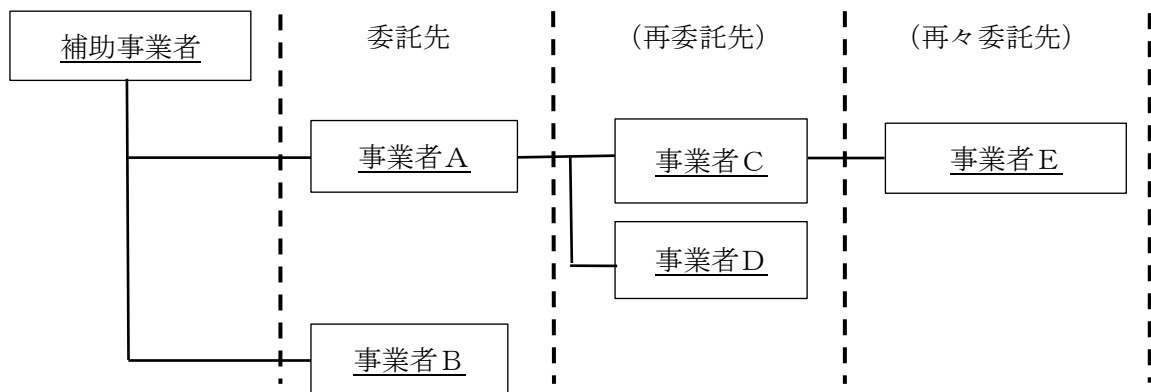 補助事業者
委託先
（再委託先）
（再々委託先）
事業者Ａ
事業者Ｃ
事業者Ｅ
事業者Ｄ
事業者Ｂ